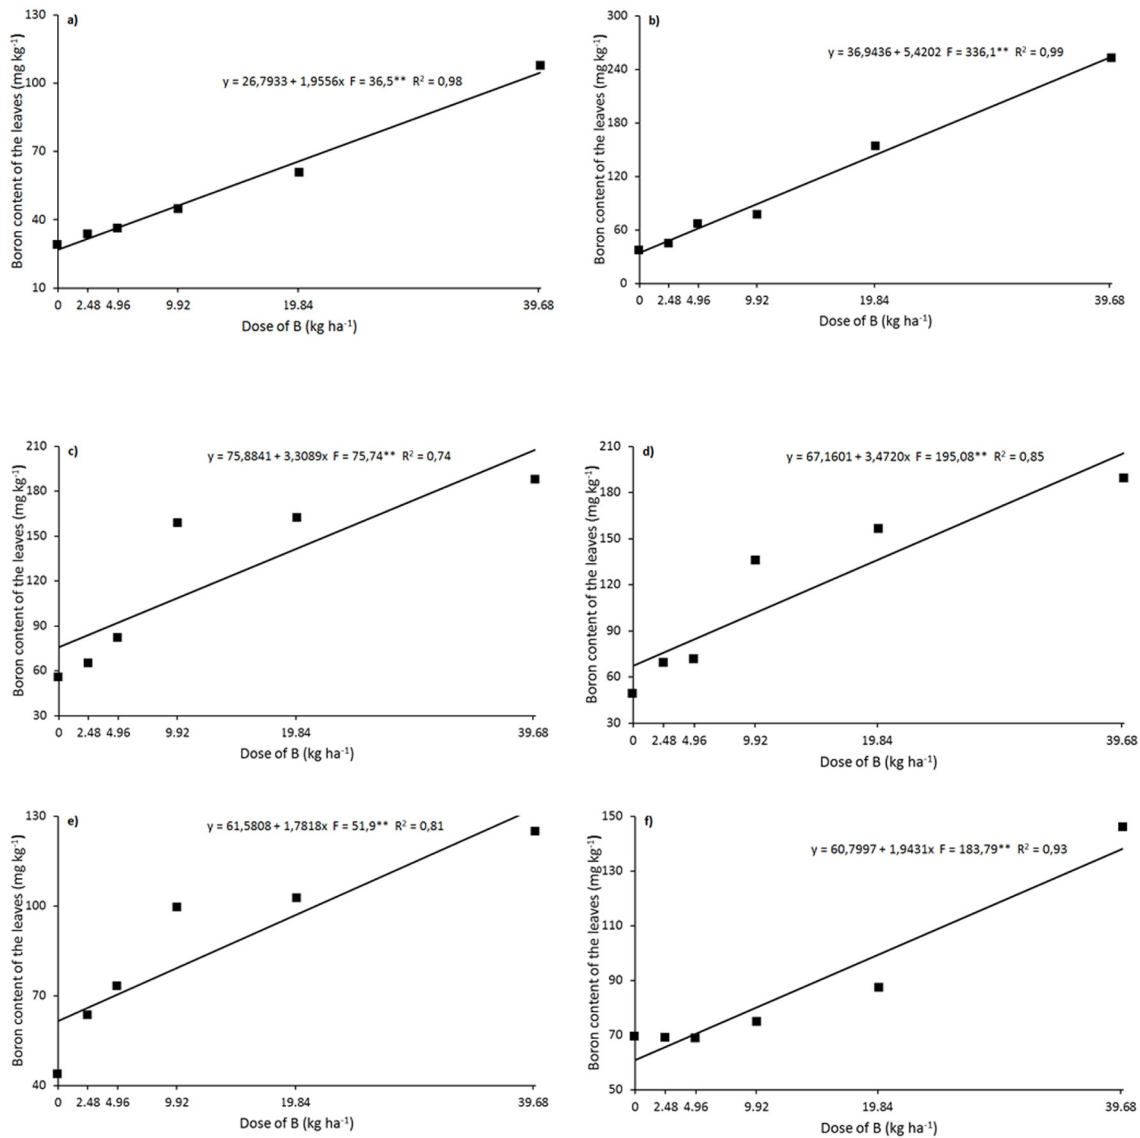 a)
y = 26,7933 + 1,9556x F = 36,5** R² = 0,98
Boron content of the leaves (mg kg⁻¹)
130
100
70
40
10
0 2.48 4.96 9.92 19.84 39.68
Dose of B (kg ha⁻¹)
b)
y = 36,9436 + 5,4202 F = 336,1** R² = 0,99
Boron content of the leaves (mg kg⁻¹)
300
240
180
120
60
0
0 2.48 4.96 9.92 19.84 39.68
Dose of B (kg ha⁻¹)
c)
y = 75,8841 + 3,3089x F = 75,74** R² = 0,74
Boron content of the leaves (mg kg⁻¹)
210
180
150
120
90
60
30
0 2.48 4.96 9.92 19.84 39.68
Dose of B (kg ha⁻¹)
d)
y = 67,1601 + 3,4720x F = 195,08** R² = 0,85
Boron content of the leaves (mg kg⁻¹)
210
180
150
120
90
60
30
0 2.48 4.96 9.92 19.84 39.68
Dose of B (kg ha⁻¹)
e)
y = 61,5808 + 1,7818x F = 51,9** R² = 0,81
Boron content of the leaves (mg kg⁻¹)
130
100
70
40
0 2.48 4.96 9.92 19.84 39.68
Dose of B (kg ha⁻¹)
f)
y = 60,7997 + 1,9431x F = 183,79** R² = 0,93
Boron content of the leaves (mg kg⁻¹)
150
130
110
90
70
50
0 2.48 4.96 9.92 19.84 39.68
Dose of B (kg ha⁻¹)